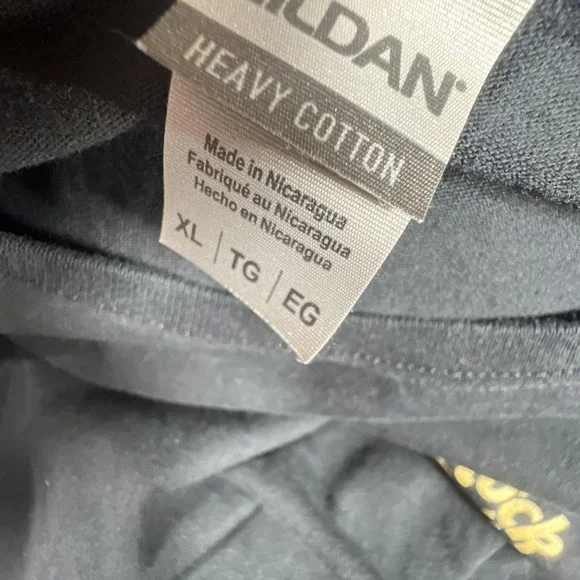 ILDAN®
HEAVY COTTON
Made in Nicaragua
Fabriqué au Nicaragua
Hecho en Nicaragua
XL | TG | EG